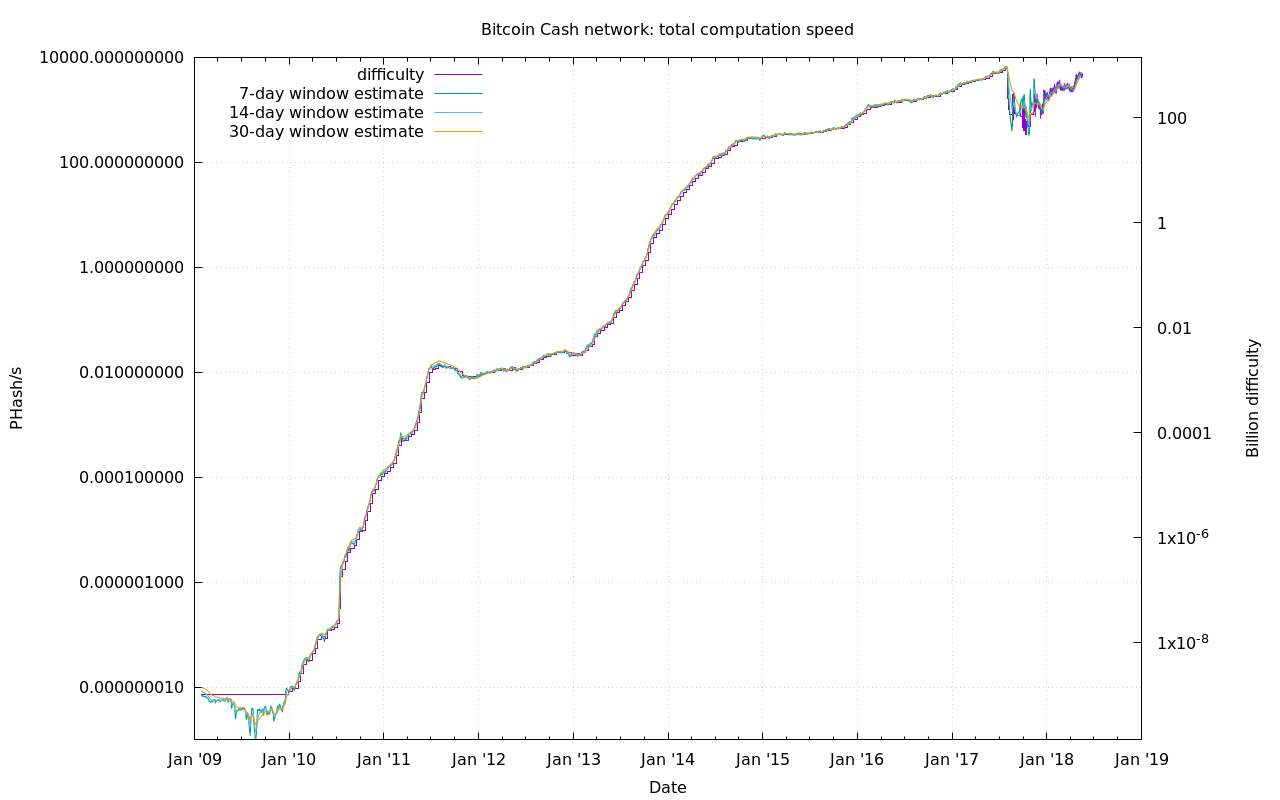 Bitcoin Cash network: total computation speed
difficulty
7-day window estimate
14-day window estimate
30-day window estimate
10000.000000000
100.000000000
1.000000000
0.010000000
0.000100000
0.000001000
0.000000010
PHash/s
100
1
0.01
0.0001
1x10-6
1x10-8
Billion difficulty
Jan '09 Jan '10 Jan '11 Jan '12 Jan '13 Jan '14 Jan '15 Jan '16 Jan '17 Jan '18 Jan '19
Date